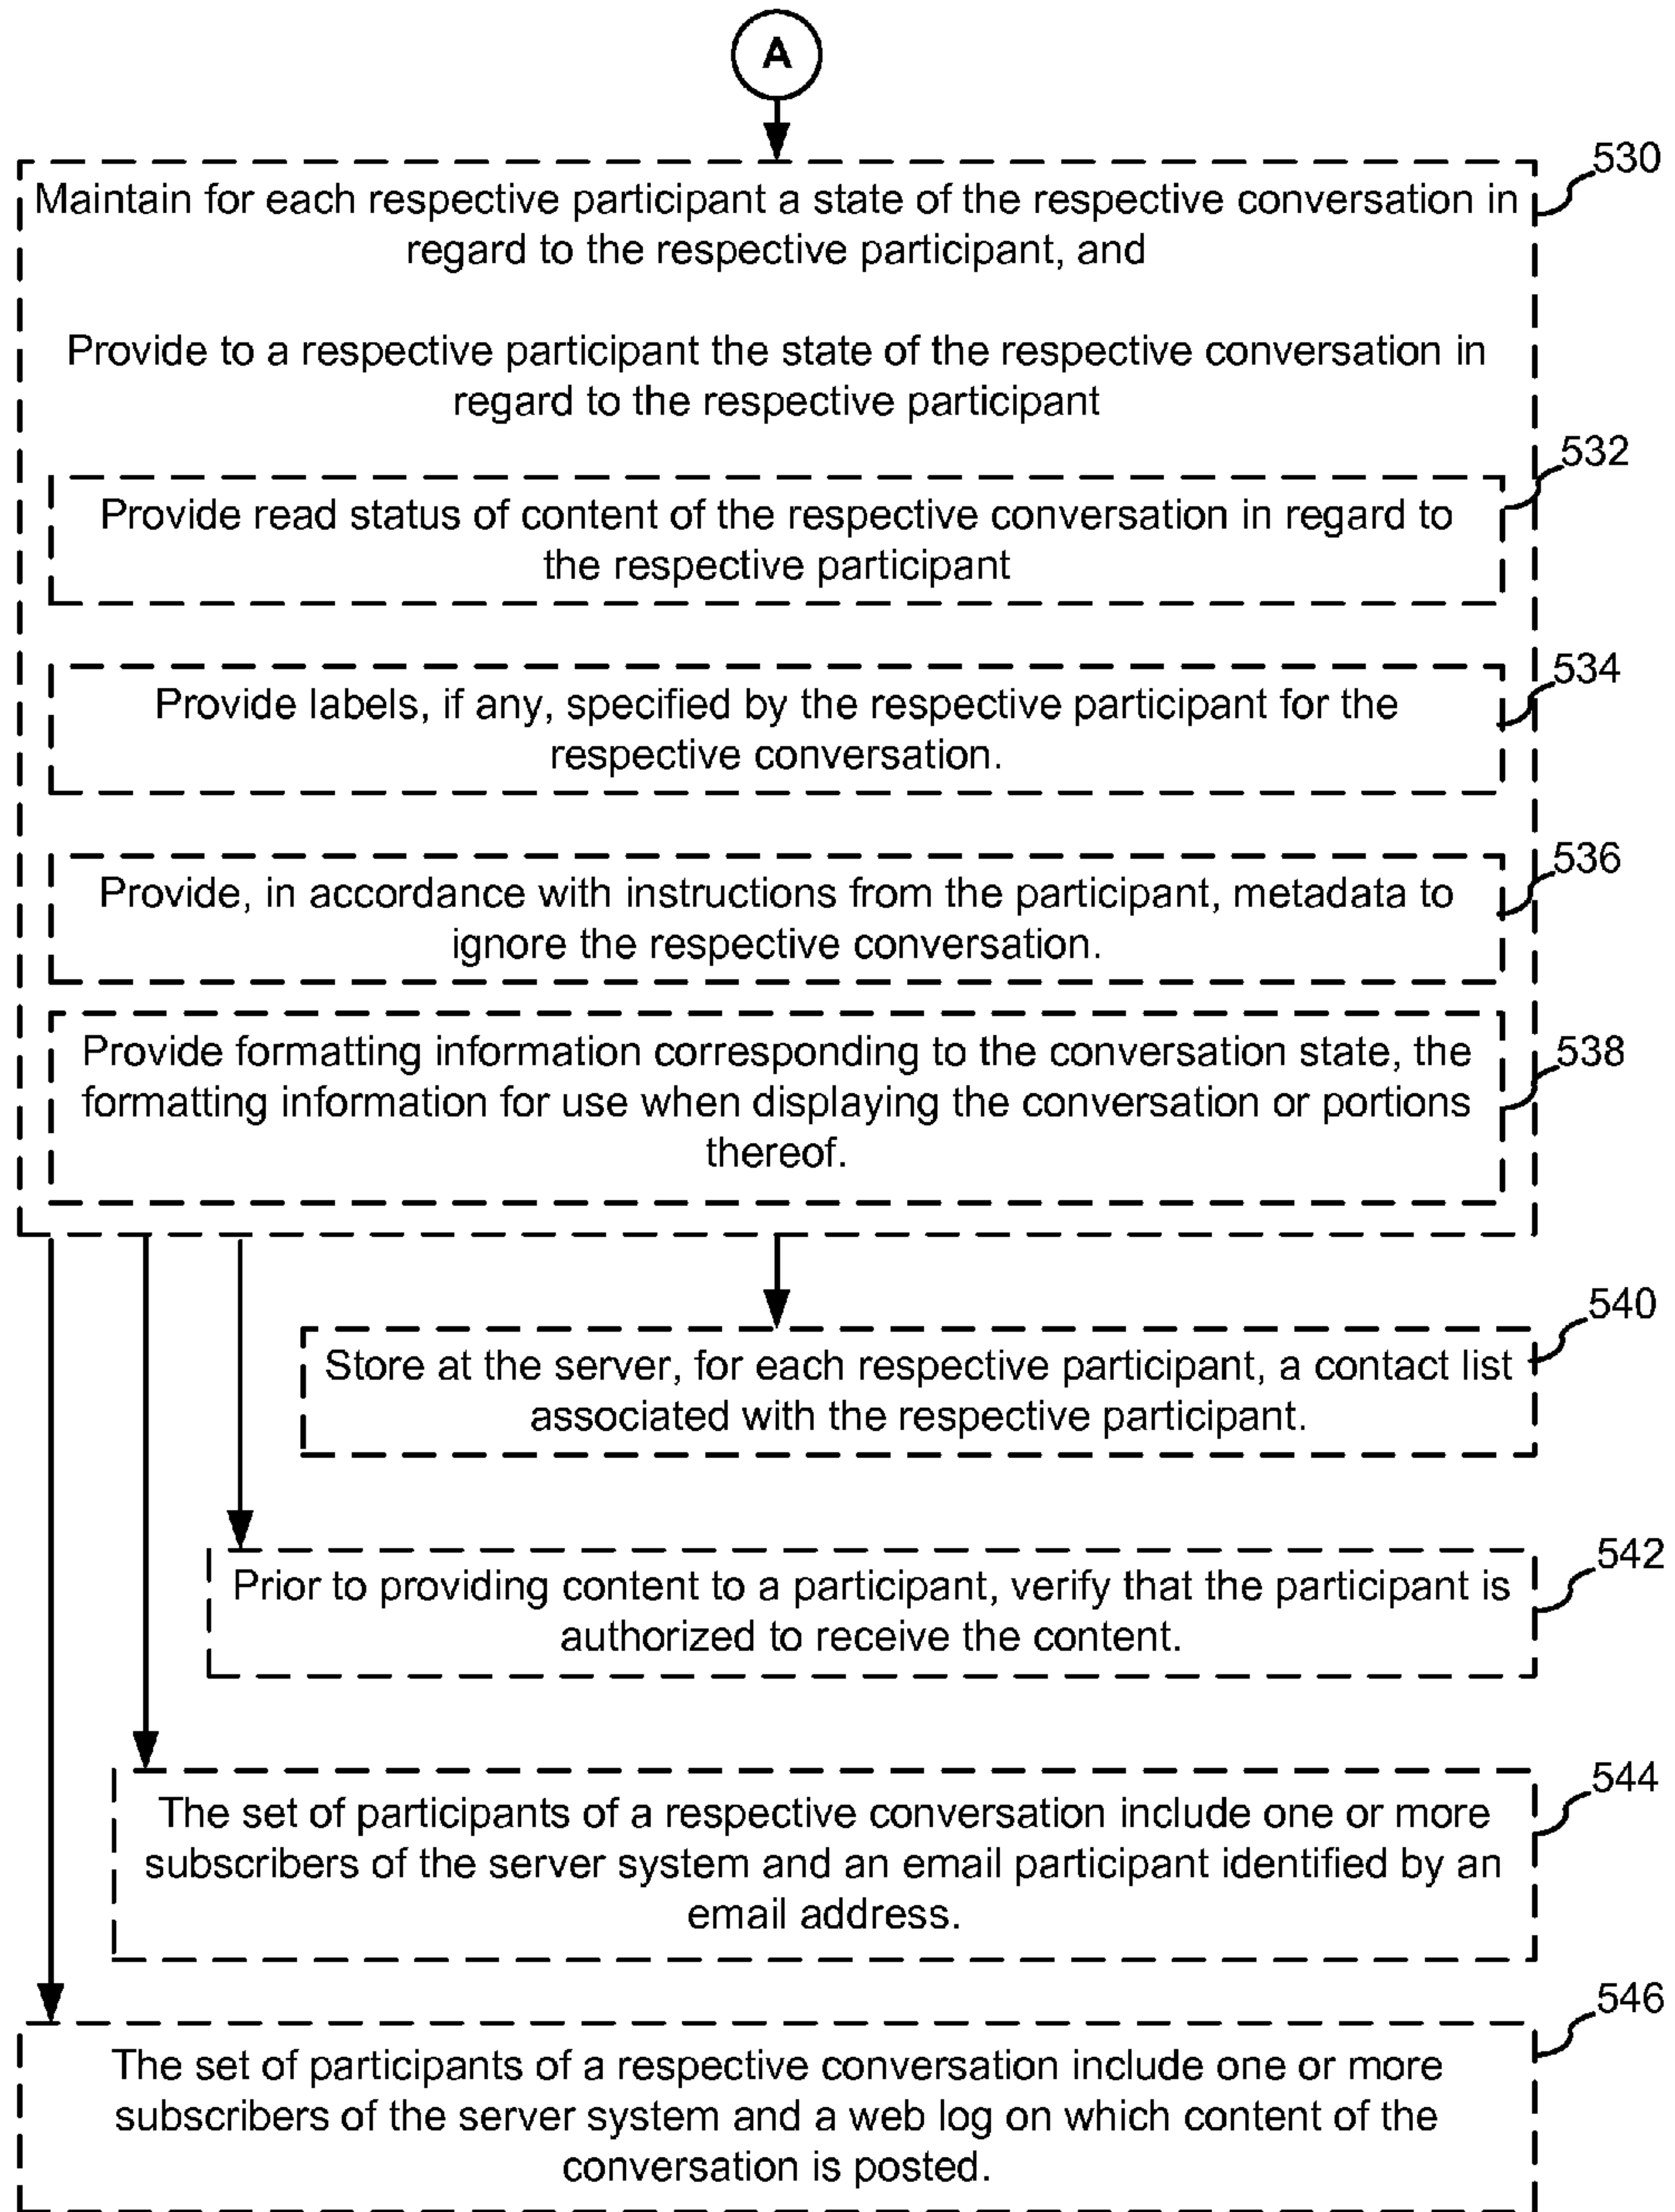 A
530
Maintain for each respective participant a state of the respective conversation in
regard to the respective participant, and
Provide to a respective participant the state of the respective conversation in
regard to the respective participant
532
Provide read status of content of the respective conversation in regard to
the respective participant
534
Provide labels, if any, specified by the respective participant for the
respective conversation.
536
Provide, in accordance with instructions from the participant, metadata to
ignore the respective conversation.
538
Provide formatting information corresponding to the conversation state, the
formatting information for use when displaying the conversation or portions
thereof.
540
Store at the server, for each respective participant, a contact list
associated with the respective participant.
542
Prior to providing content to a participant, verify that the participant is
authorized to receive the content.
544
The set of participants of a respective conversation include one or more
subscribers of the server system and an email participant identified by an
email address.
546
The set of participants of a respective conversation include one or more
subscribers of the server system and a web log on which content of the
conversation is posted.